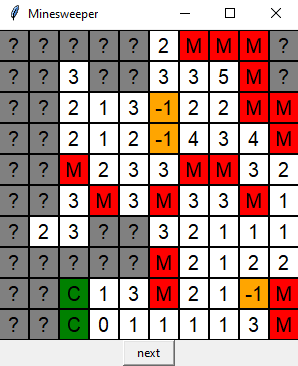 Minesweeper
? ? ? ? ? 2 M M M ?
? ? 3 ? ? 3 3 5 M ?
? ? 2 1 3 -1 2 2 M M
? ? 2 1 2 -1 4 3 4 M
? ? M 2 3 3 M M 3 2
? ? 3 M 3 M 3 3 M 1
? 2 3 ? ? 3 2 1 1 1
? ? ? ? ? M 2 1 2 2
? ? C 1 3 M 2 1 -1 M
? ? C 0 1 1 1 1 3 M
next